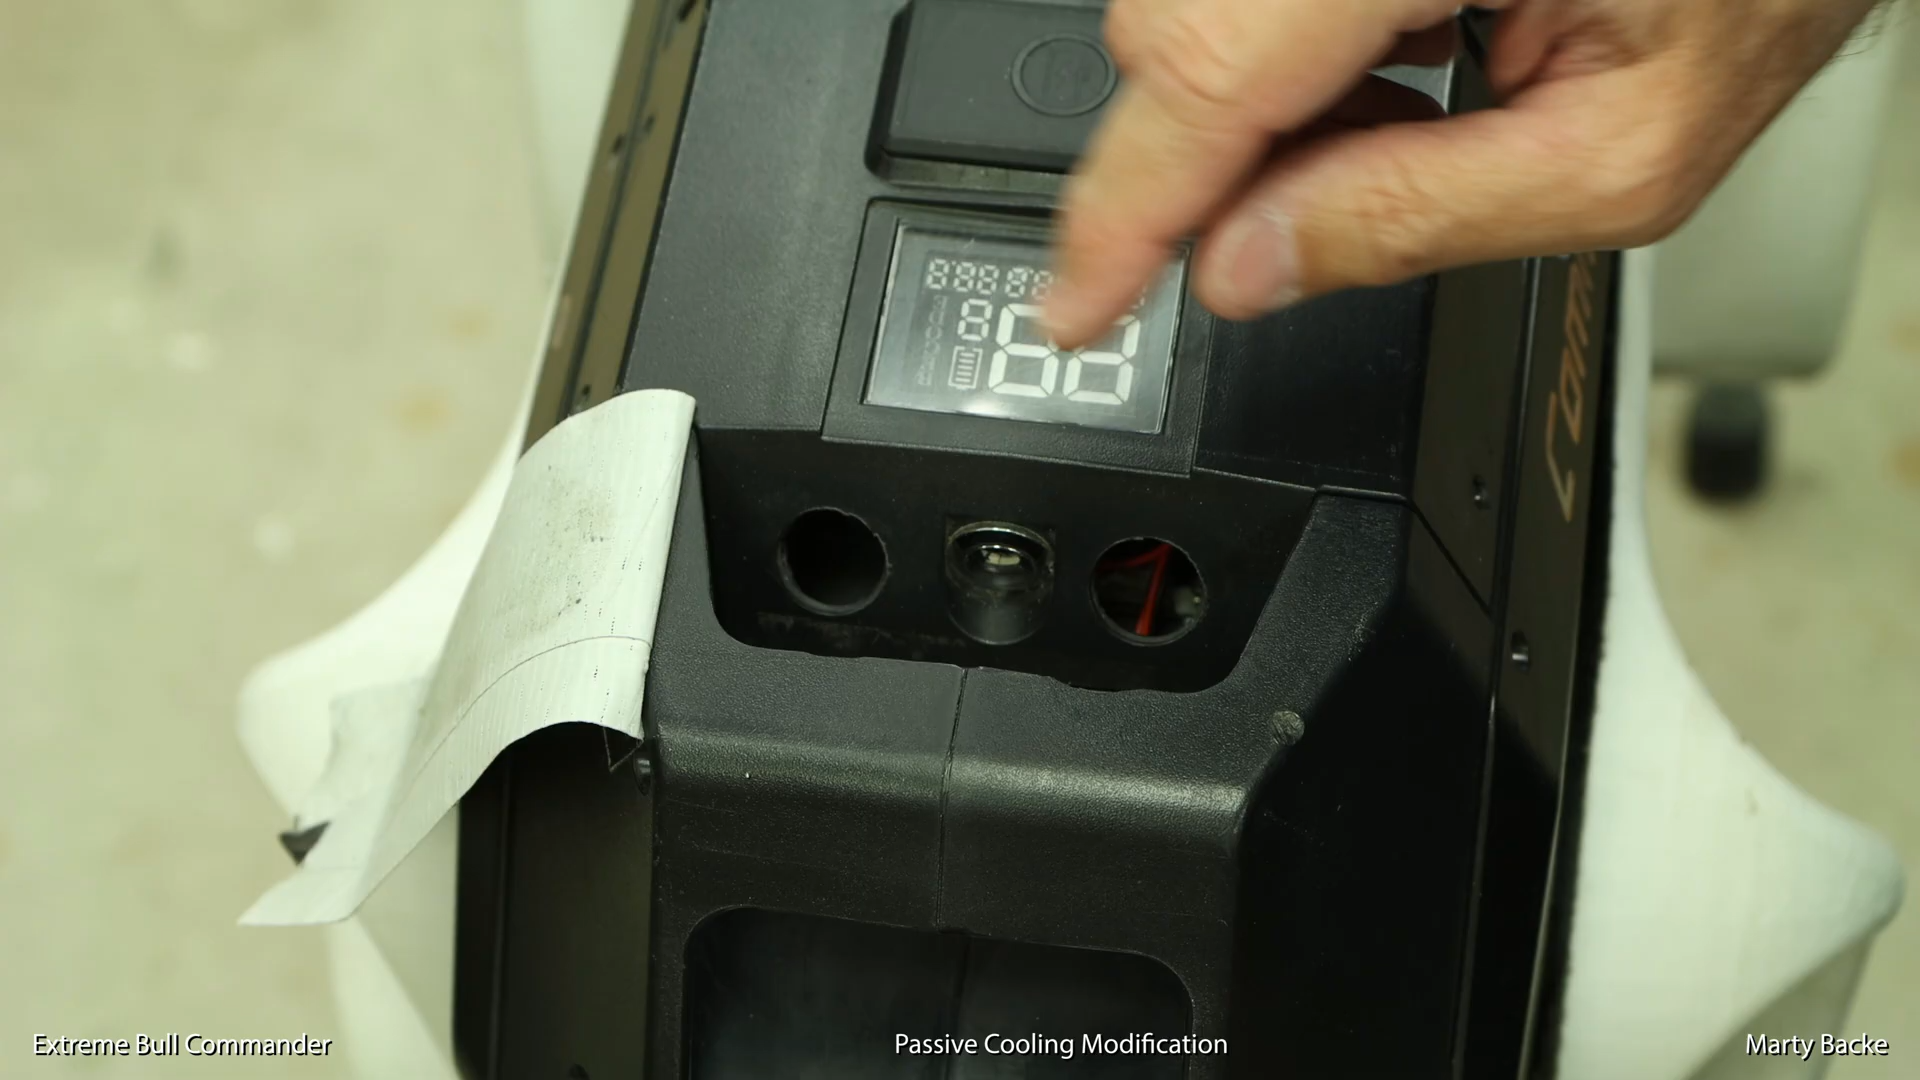 Extreme Bull Commander
Passive Cooling Modification
Marty Backe